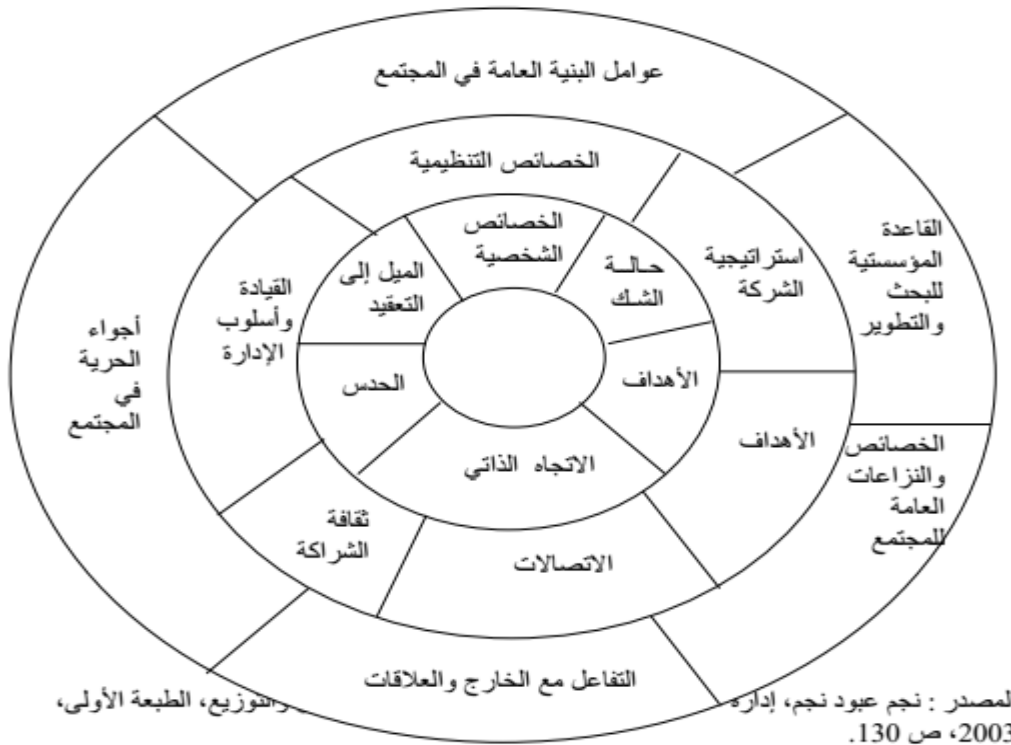 عوامل البنية العامة في المجتمع
الخصائص التنظيمية
الخصائص
الشخصية
حالــة
الشك
استراتيجية
الشركة
القاعدة
المؤسستية
للبحث
والتطوير
الميل إلى
التعقيد
القيادة
وأسلوب
الإدارة
أجواء
الحرية
في
المجتمع
الحدس
الأهداف
الأهداف
الخصائص
والنزاعات
العامة
للمجتمع
الاتجاه الذاتي
ثقافة
الشراكة
الاتصالات
التفاعل مع الخارج والعلاقات
لمصدر : نجم عبود نجم، إدارة والتوزيع، الطبعة الأولى،
2003، ص 130.